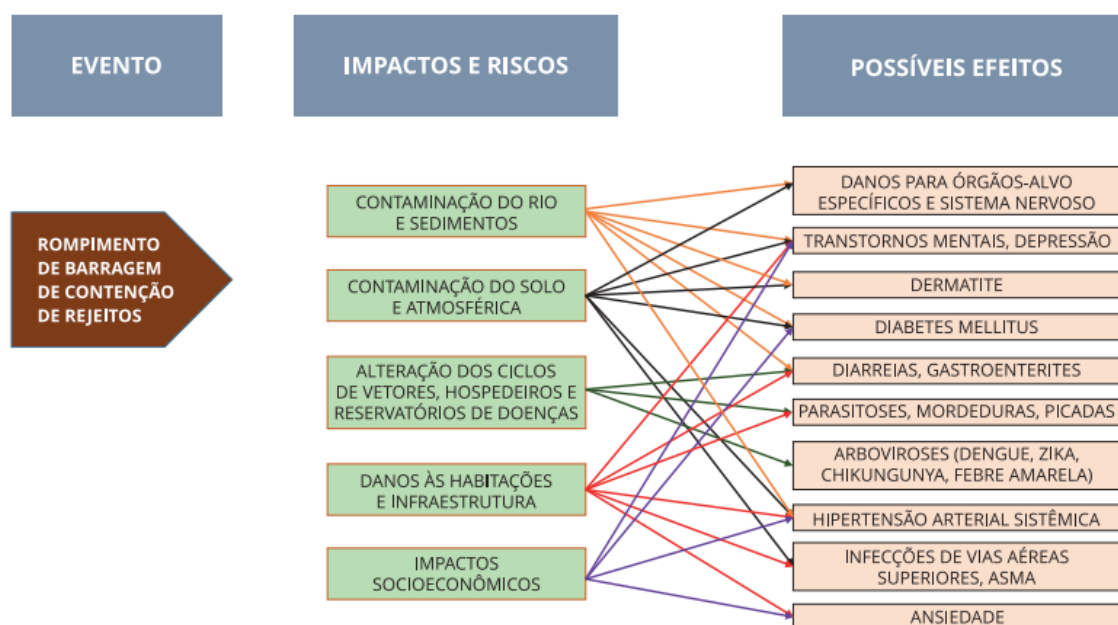 EVENTO
IMPACTOS E RISCOS
POSSÍVEIS EFEITOS
ROMPIMENTO
DE BARRAGEM
DE CONTENÇÃO
DE REJEITOS
CONTAMINAÇÃO DO RIO
E SEDIMENTOS
CONTAMINAÇÃO DO SOLO
E ATMOSFÉRICA
ALTERAÇÃO DOS CICLOS
DE VETORES, HOSPEDEIROS E
RESERVATÓRIOS DE DOENÇAS
DANOS ÀS HABITAÇÕES
E INFRAESTRUTURA
IMPACTOS
SOCIOECONÔMICOS
DANOS PARA ÓRGÃOS-ALVO
ESPECÍFICOS E SISTEMA NERVOSO
TRANSTORNOS MENTAIS, DEPRESSÃO
DERMATITE
DIABETES MELLITUS
DIARREIAS, GASTROENTERITES
PARASITOSES, MORDEDURAS, PICADAS
ARBOVIROSES (DENGUE, ZIKA,
CHIKUNGUNYA, FEBRE AMARELA)
HIPERTENSÃO ARTERIAL SISTÊMICA
INFECÇÕES DE VIAS AÉREAS
SUPERIORES, ASMA
ANSIEDADE